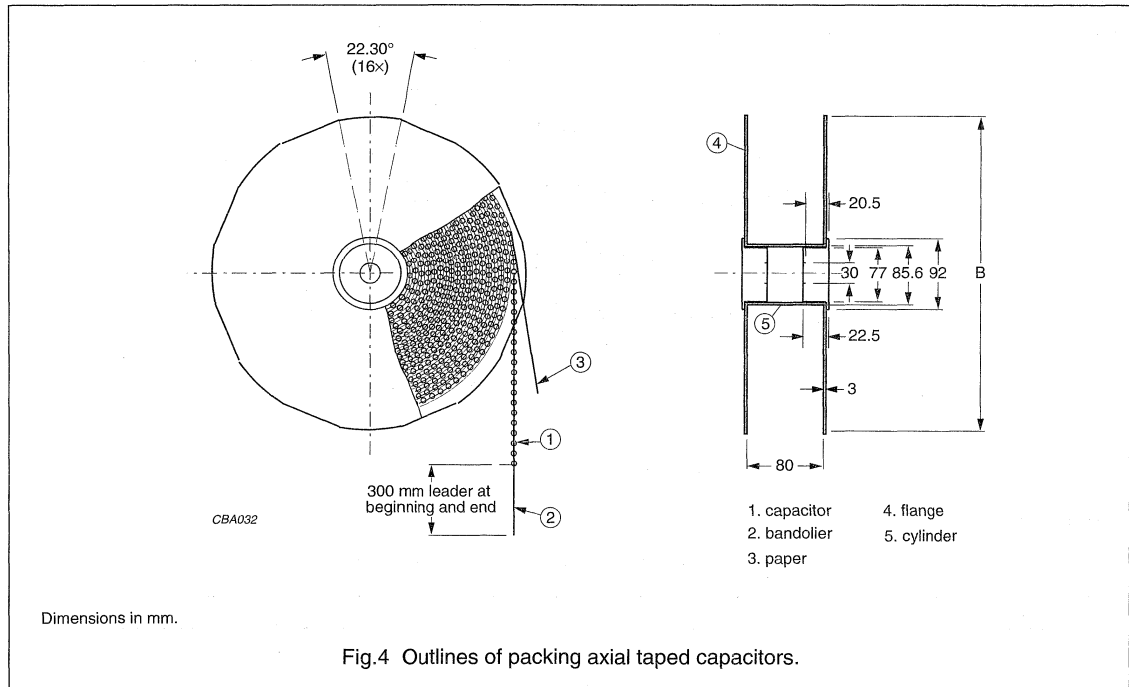 22.30°
(16×)
4
20.5
30 77 85.6 92 B
5
22.5
3
3
1
80
300 mm leader at
beginning and end
2
CBA032
1. capacitor
2. bandolier
3. paper
4. flange
5. cylinder
Dimensions in mm.
Fig.4 Outlines of packing axial taped capacitors.